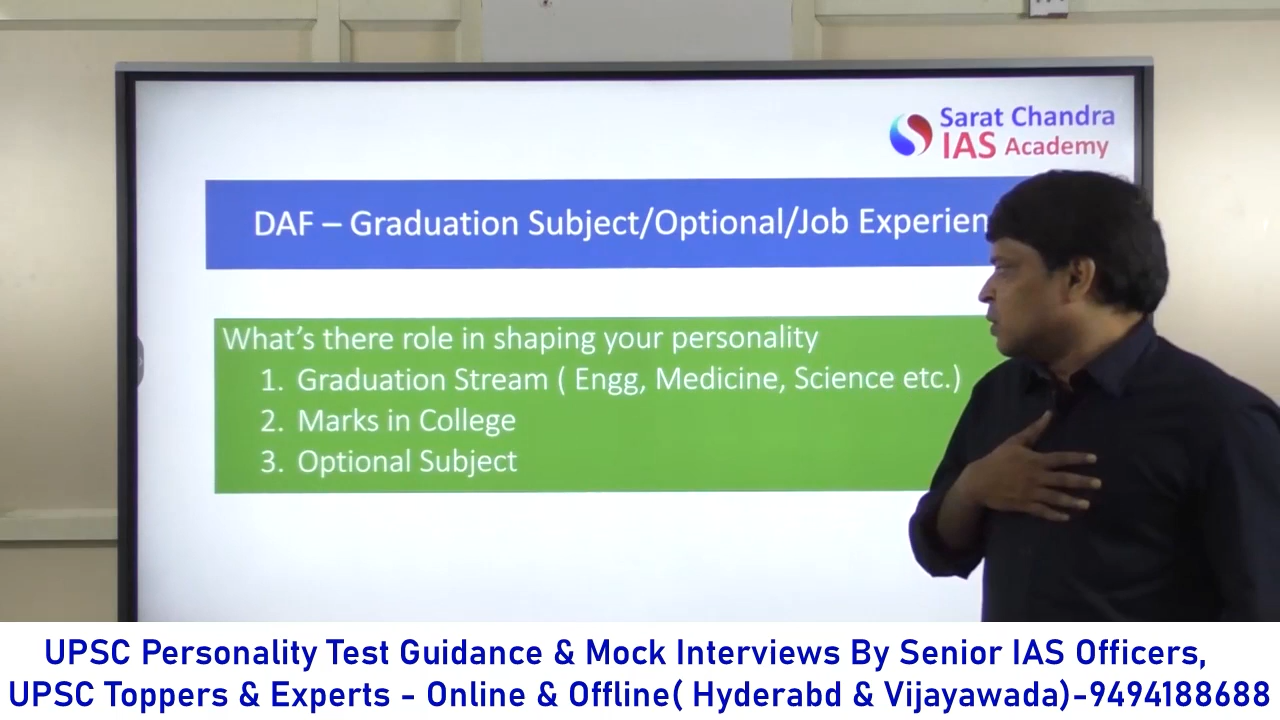 Sarat Chandra
IAS Academy
DAF – Graduation Subject/Optional/Job Experien
What's there role in shaping your personality
1. Graduation Stream ( Engg, Medicine, Science etc.)
2. Marks in College
3. Optional Subject
UPSC Personality Test Guidance & Mock Interviews By Senior IAS Officers,
UPSC Toppers & Experts - Online & Offline( Hyderabd & Vijayawada)-9494188688